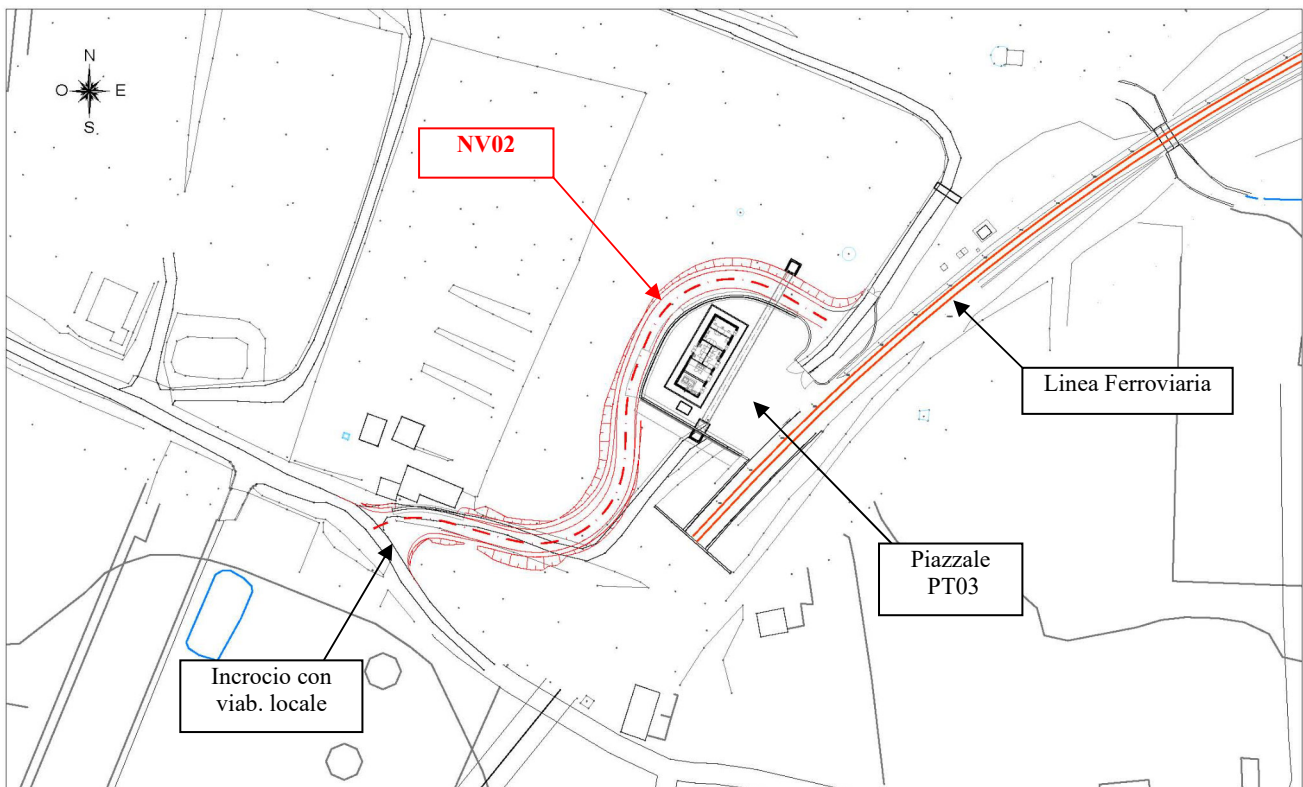 N
O E
S
NV02
Linea Ferroviaria
Piazzale
PT03
Incrocio con
viab. locale